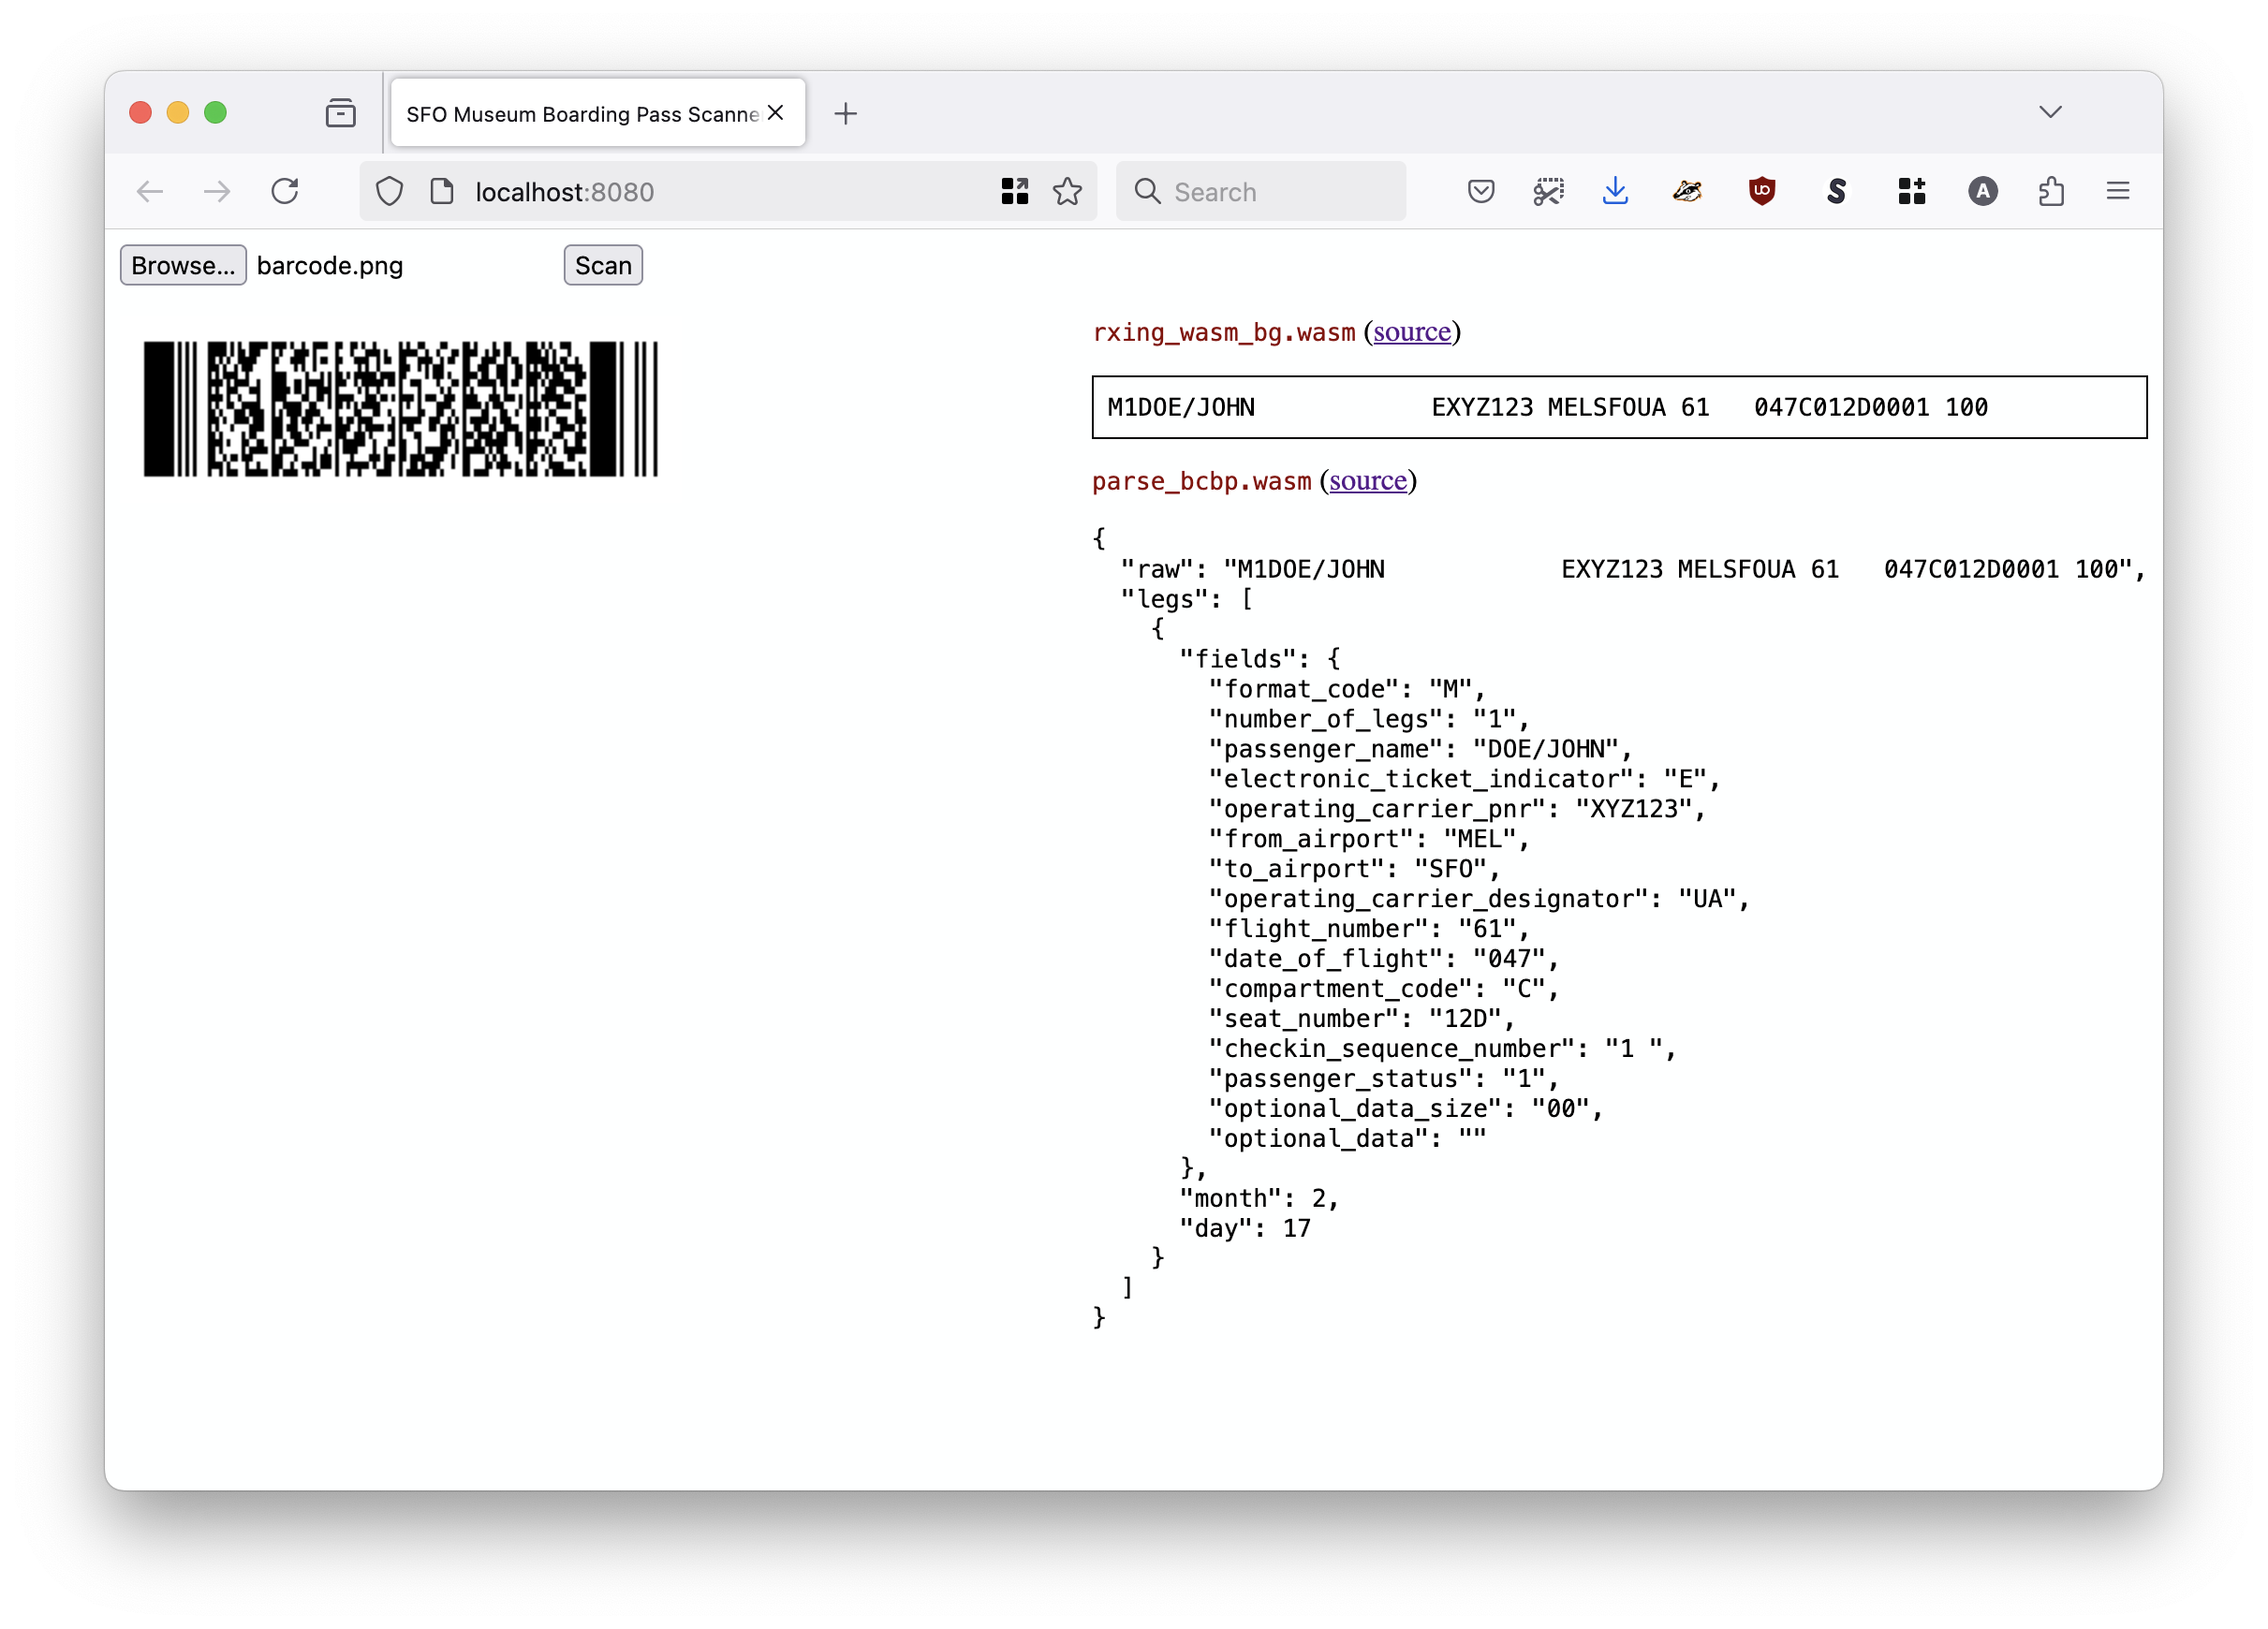 SFO Museum Boarding Pass Scanne
localhost:8080
Search
A
Browse...
barcode.png
Scan
rxing_wasm_bg.wasm (source)
M1DOE/JOHN            EXYZ123 MELSFOUA 61   047C012D0001 100
parse_bcbp.wasm (source)
{
  "raw": "M1DOE/JOHN            EXYZ123 MELSFOUA 61   047C012D0001 100",
  "legs": [
    {
      "fields": {
        "format_code": "M",
        "number_of_legs": "1",
        "passenger_name": "DOE/JOHN",
        "electronic_ticket_indicator": "E",
        "operating_carrier_pnr": "XYZ123",
        "from_airport": "MEL",
        "to_airport": "SFO",
        "operating_carrier_designator": "UA",
        "flight_number": "61",
        "date_of_flight": "047",
        "compartment_code": "C",
        "seat_number": "12D",
        "checkin_sequence_number": "1 ",
        "passenger_status": "1",
        "optional_data_size": "00",
        "optional_data": ""
      },
      "month": 2,
      "day": 17
    }
  ]
}